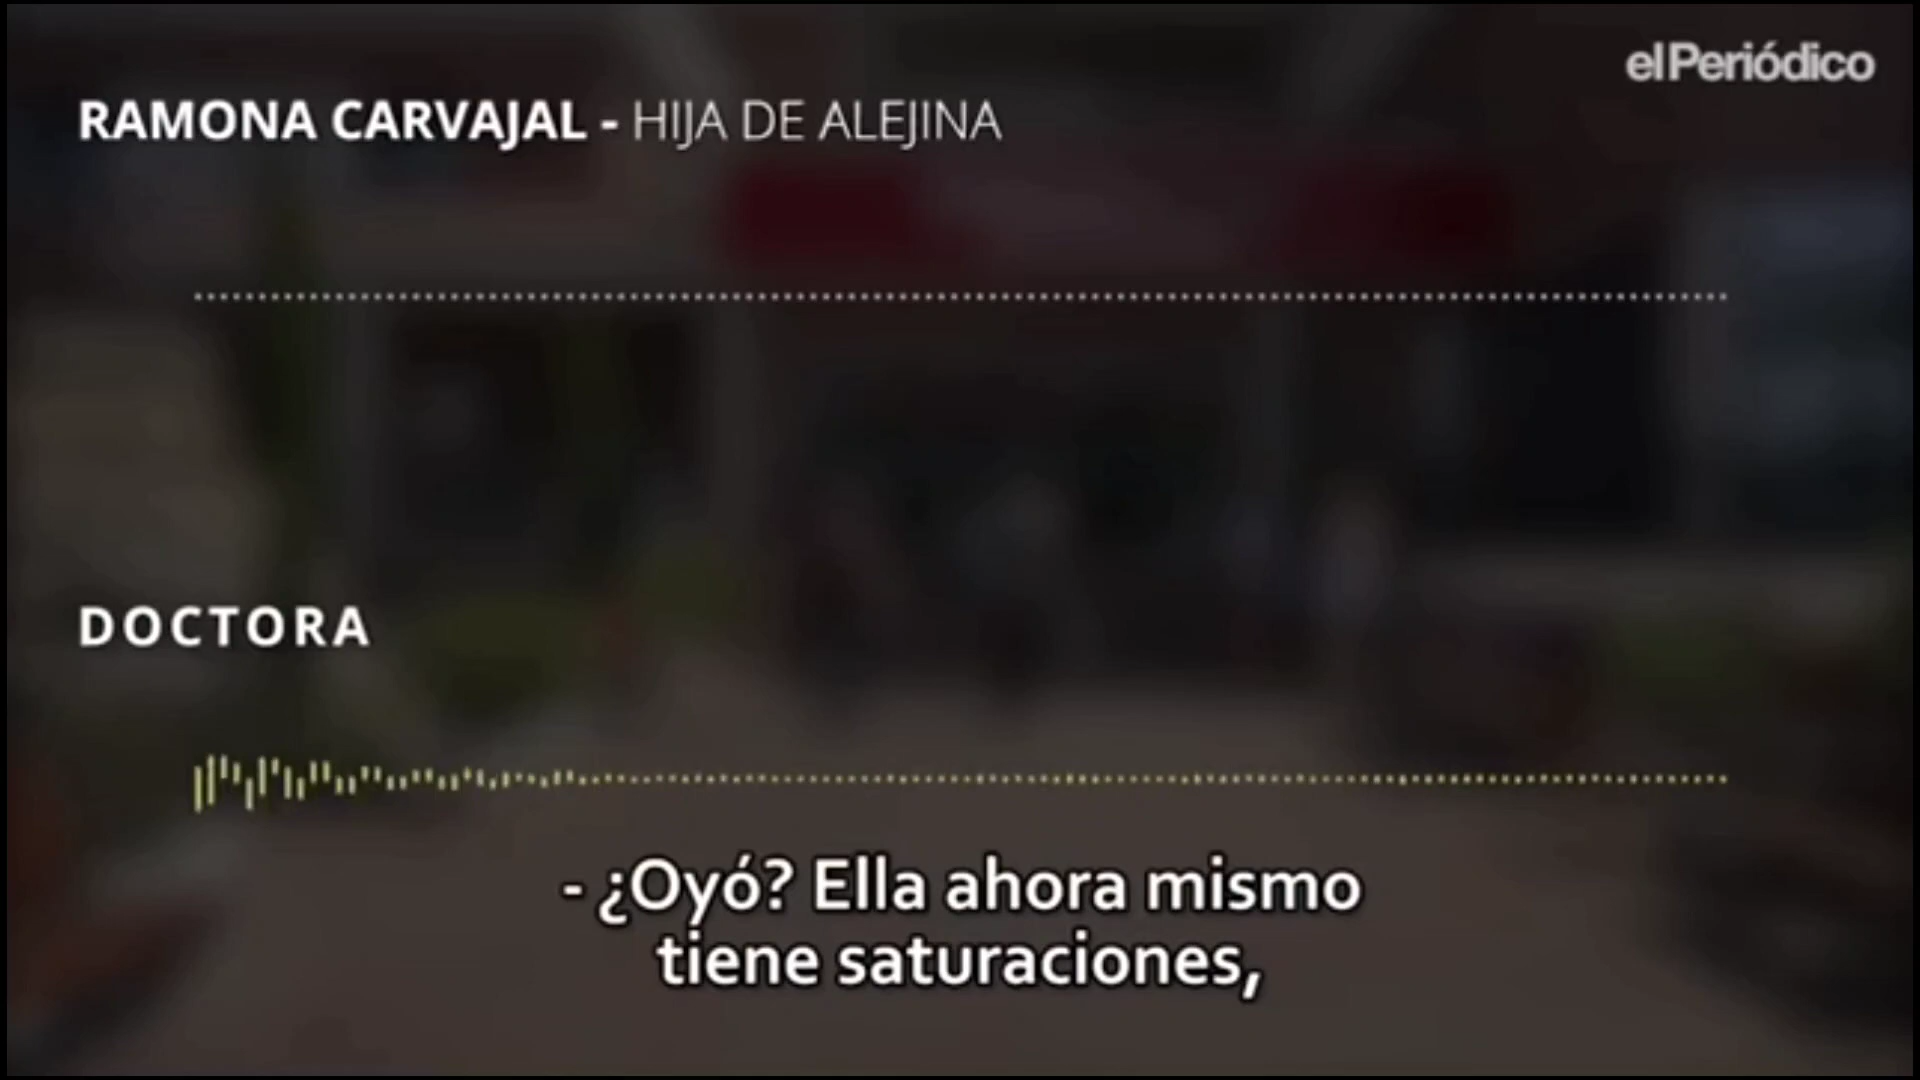 elPeriódico
RAMONA CARVAJAL - HIJA DE ALEJINA
DOCTORA
- ¿Oyó? Ella ahora mismo
tiene saturaciones,